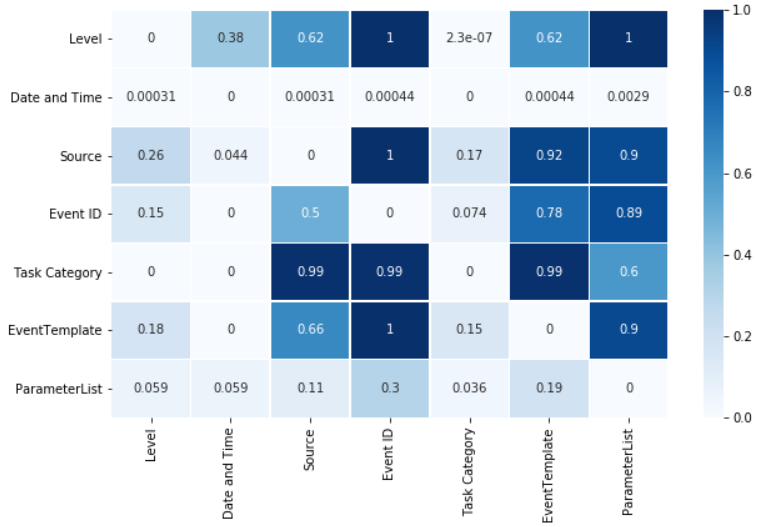 1.0
Level 0 0.38 0.62 1 2.3e-07 0.62 1
Date and Time 0.00031 0 0.00031 0.00044 0 0.00044 0.0029
0.8
Source 0.26 0.044 0 1 0.17 0.92 0.9
0.6
Event ID 0.15 0 0.5 0 0.074 0.78 0.89
0.4
Task Category 0 0 0.99 0.99 0 0.99 0.6
EventTemplate 0.18 0 0.66 1 0.15 0 0.9
0.2
ParameterList 0.059 0.059 0.11 0.3 0.036 0.19 0
0.0
Level
Date and Time
Source
Event ID
Task Category
EventTemplate
ParameterList